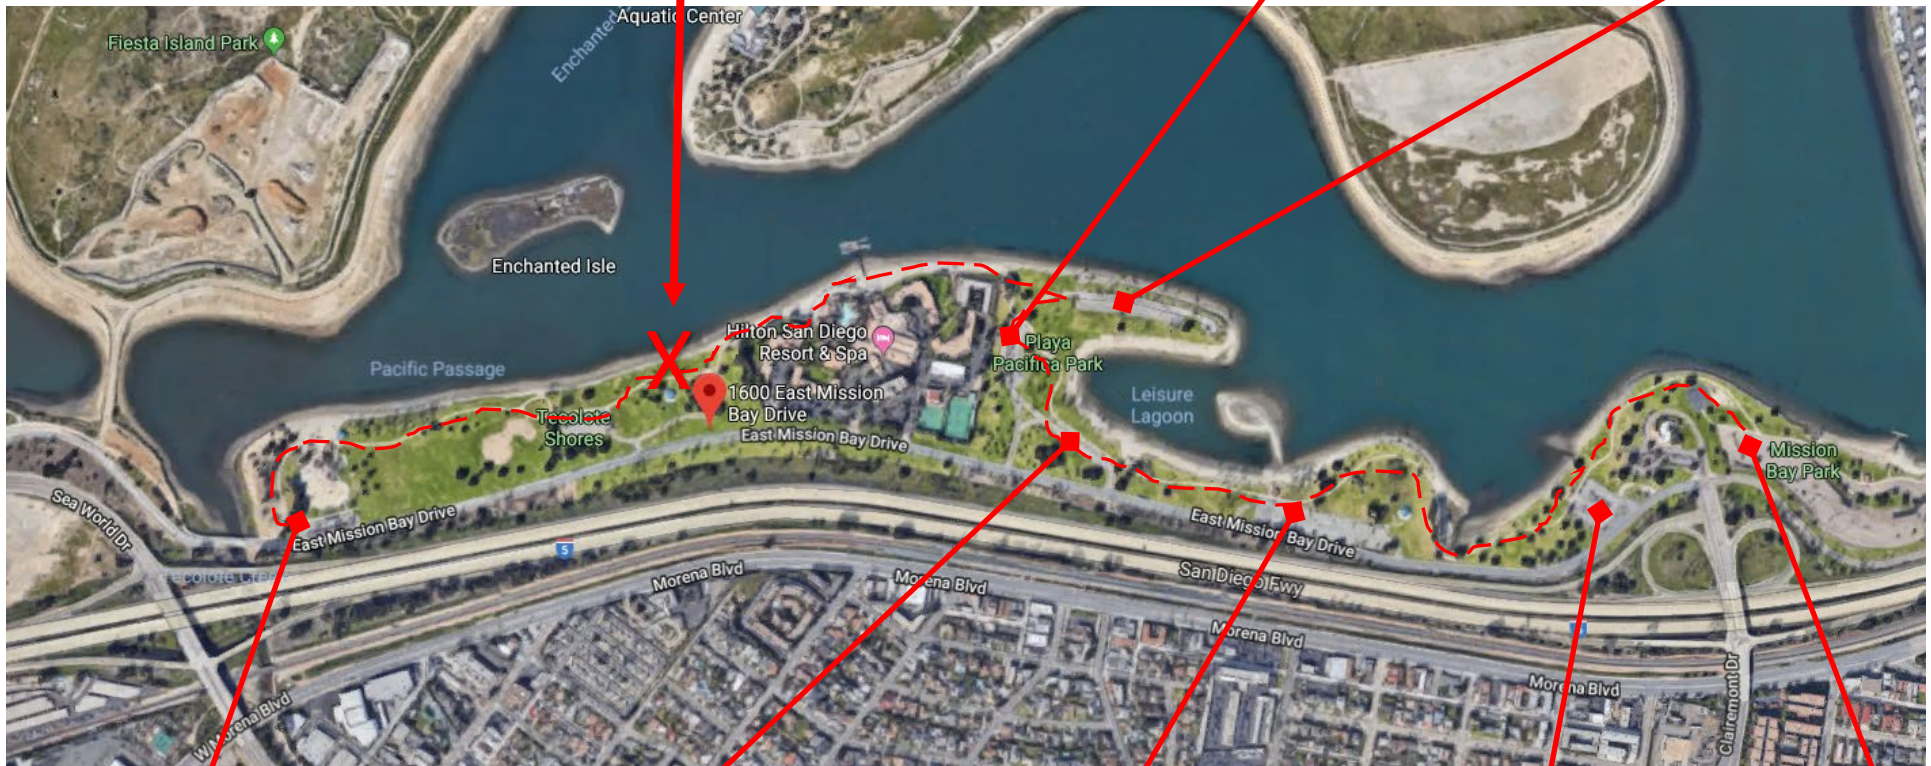 Aquatic Center
Fiesta Island Park
Enchanted
Enchanted Isle
Pacific Passage
Hilton San Diego
Resort & Spa
Playa
Pacifica Park
X
1600 East Mission
Bay Drive
Leisure
Lagoon
Tecolote
Shores
East Mission Bay Drive
Mission
Bay Park
Sea World Dr
East Mission Bay Drive
East Mission Bay Drive
5
Tecolote Cree
San Diego Fwy
Morena Blvd
Morena Blvd
Morena Blvd
Morena Blvd
W Morena Blvd
Clairemont Dr